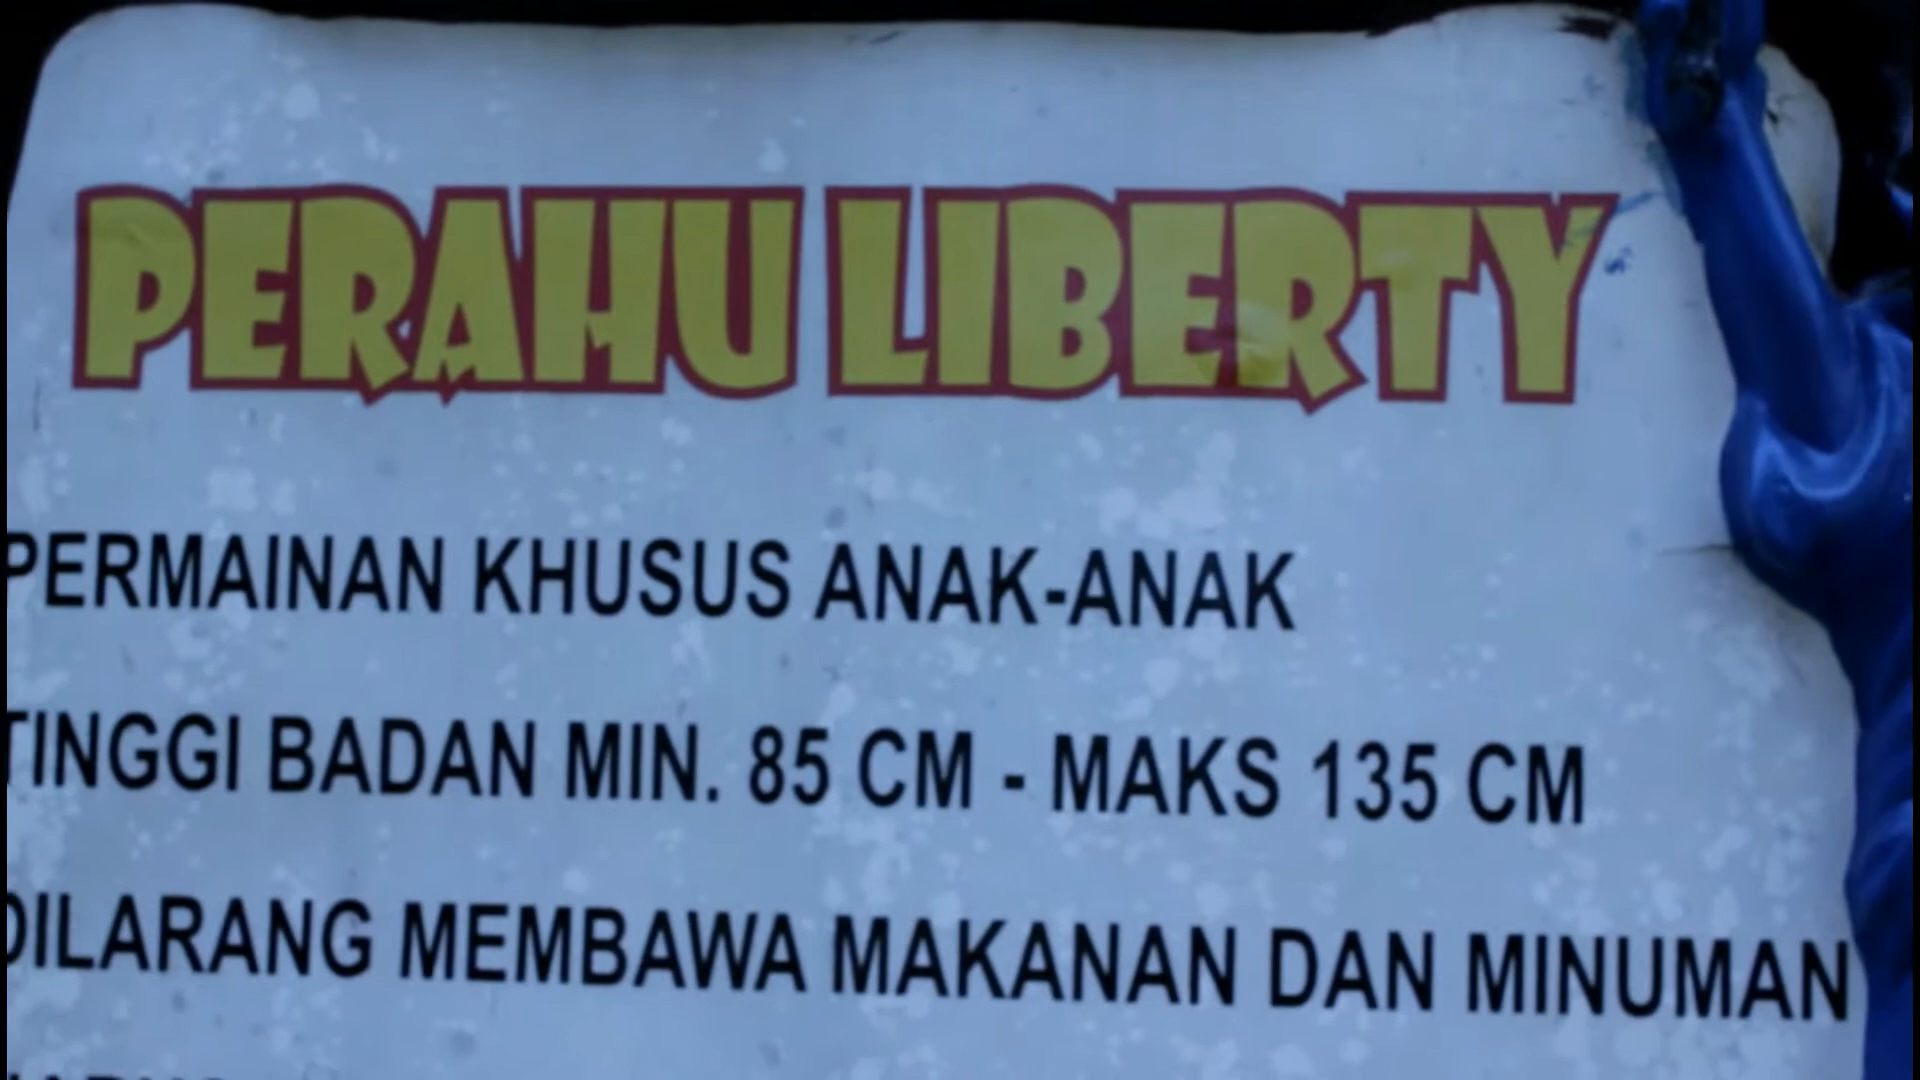 PERAHU LIBERTY
PERMAINAN KHUSUS ANAK-ANAK
TINGGI BADAN MIN. 85 CM - MAKS 135 CM
DILARANG MEMBAWA MAKANAN DAN MINUMAN